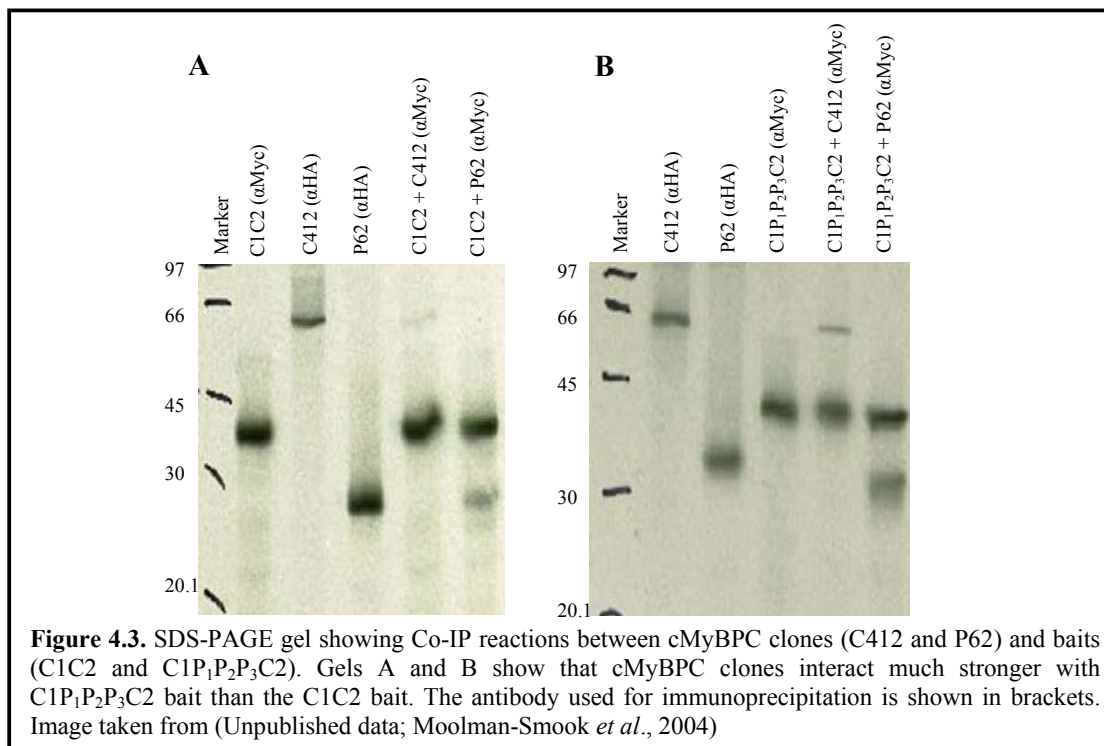 A
Marker
C1C2 (αMyc)
C412 (αHA)
P62 (αHA)
C1C2 + C412 (αMyc)
C1C2 + P62 (αMyc)
97
66
45
30
20.1
B
Marker
C412 (αHA)
P62 (αHA)
C1P₁P₂P₃C2 (αMyc)
C1P₁P₂P₃C2 + C412 (αMyc)
C1P₁P₂P₃C2 + P62 (αMyc)
97
66
45
30
20.1
Figure 4.3. SDS-PAGE gel showing Co-IP reactions between cMyBPC clones (C412 and P62) and baits
(C1C2 and C1P₁P₂P₃C2). Gels A and B show that cMyBPC clones interact much stronger with
C1P₁P₂P₃C2 bait than the C1C2 bait. The antibody used for immunoprecipitation is shown in brackets.
Image taken from (Unpublished data; Moolman-Smook et al., 2004)